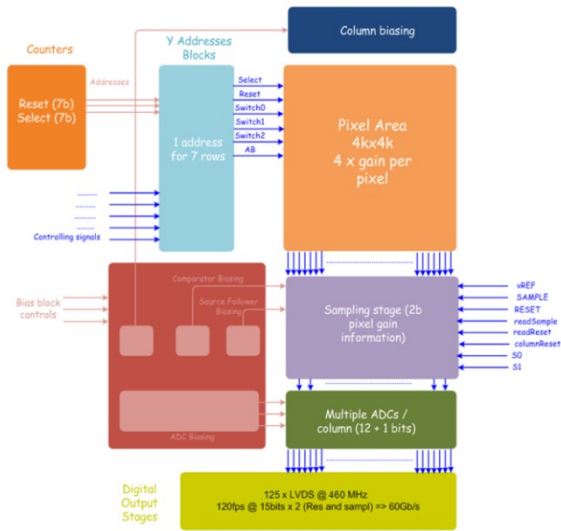 Column biasing
Y Addresses
Blocks
Counters
Addresses
Reset (7b)
Select (7b)
1 address
for 7 rows
Select
Reset
Switch0
Switch1
Switch2
AB
Pixel Area
4kx4k
4 x gain per
pixel
Controlling signals
Bias block
controls
Comparator Biasing
Source Follower
Biasing
ADC Biasing
Sampling stage (2b
pixel gain
information)
vREF
SAMPLE
RESET
readSample
readReset
columnReset
S0
S1
Multiple ADCs /
column (12 + 1 bits)
Digital
Output
Stages
125 x LVDS @ 460 MHz
120fps @ 15bits x 2 (Res and sampl) => 60Gb/s